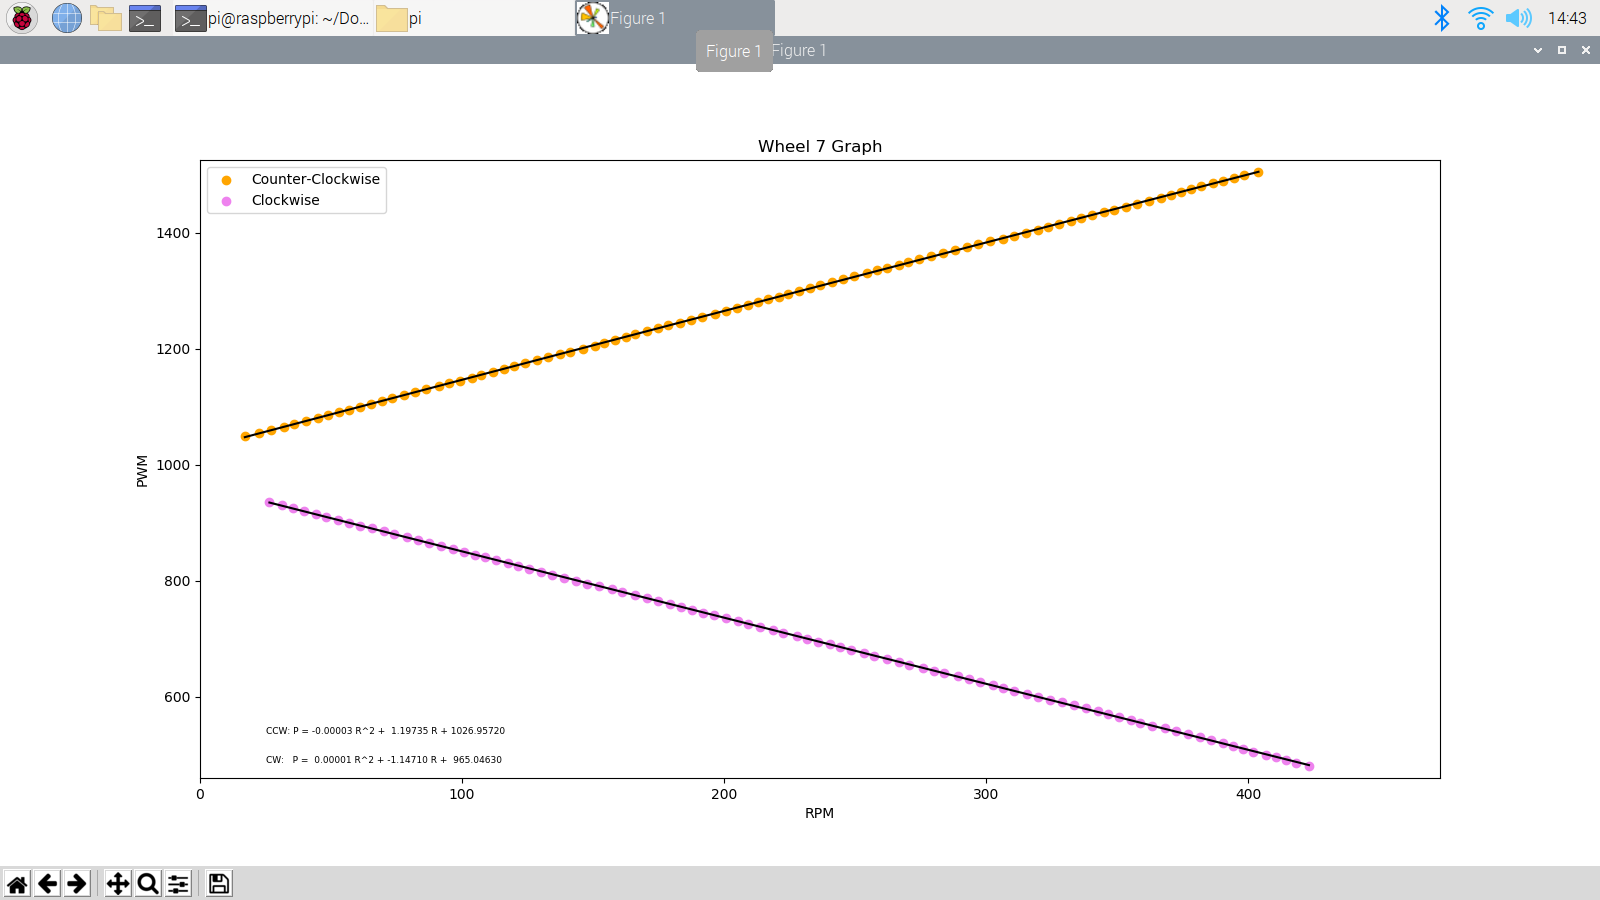 pi@raspberrypi: ~/Do...
pi
Figure 1
14:43
Figure 1
Figure 1
Wheel 7 Graph
Counter-Clockwise
Clockwise
1400
1200
1000
800
600
PWM
CCW: P = -0.00003 R^2 +  1.19735 R + 1026.95720
CW:   P =  0.00001 R^2 + -1.14710 R +  965.04630
0
100
200
300
400
RPM